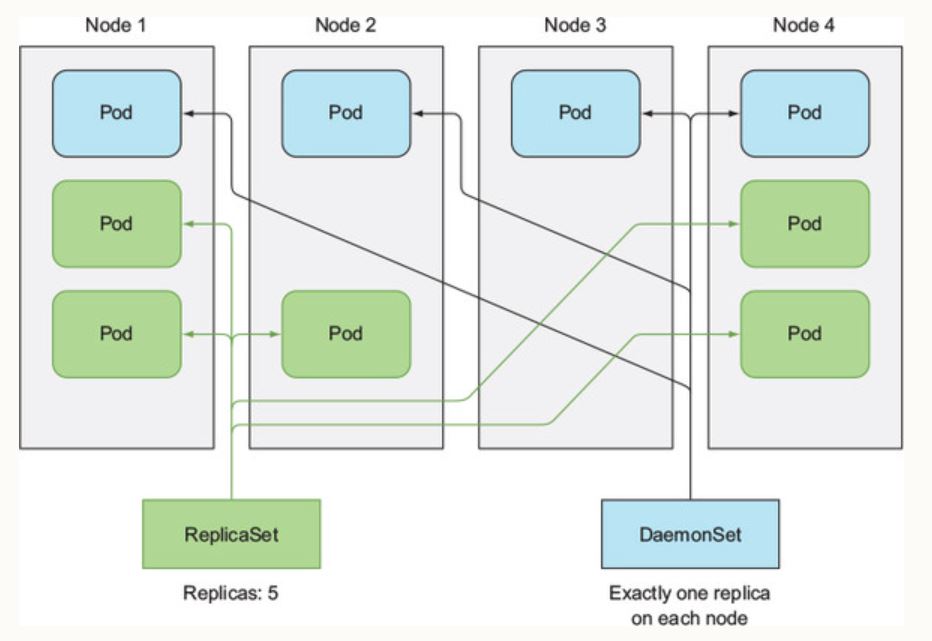 Node 1
Node 2
Node 3
Node 4
Pod
Pod
Pod
Pod
Pod
Pod
Pod
Pod
Pod
ReplicaSet
DaemonSet
Replicas: 5
Exactly one replica
on each node